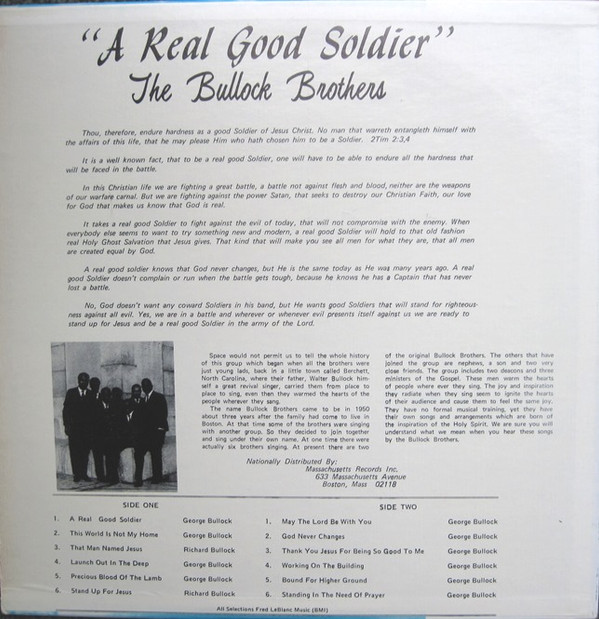 "A Real Good Soldier"
The Bullock Brothers
Thou, therefore, endure hardness as a good Soldier of Jesus Christ. No man that warreth entangleth himself with
the affairs of this life, that he may please Him who hath chosen him to be a Soldier. 2Tim 2:3,4
It is a well known fact, that to be a real good Soldier, one will have to be able to endure all the hardness that
will be faced in the battle.
In this Christian life we are fighting a great battle, a battle not against flesh and blood, neither are the weapons
of our warfare carnal. But we are fighting against the power Satan, that seeks to destroy our Christian Faith, our love
for God that makes us know that God is real.
It takes a real good Soldier to fight against the evil of today, that will not compromise with the enemy. When
everybody else seems to want to try something new and modern, a real good Soldier will hold to that old fashion
real Holy Ghost Salvation that Jesus gives. That kind that will make you see all men for what they are, that all men
are created equal by God.
A real good soldier knows that God never changes, but He is the same today as He was many years ago. A real
good Soldier doesn't complain or run when the battle gets tough, because he knows he has a Captain that has never
lost a battle.
No, God doesn't want any coward Soldiers in his band, but He wants good Soldiers that will stand for righteous-
ness against all evil. Yes, we are in a battle and wherever or whenever evil presents itself against us we are ready to
stand up for Jesus and be a real good Soldier in the army of the Lord.
Space would not permit us to tell the whole history
of this group which began when all the brothers were
just young lads, back in a little town called Berchett,
North Carolina, where their father, Walter Bullock him-
self a great revival singer, carried them from place to
place to sing, even then they warmed the hearts of the
people wherever they sang.
The name Bullock Brothers came to be in 1950
about three years after the family had come to live in
Boston. At that time some of the brothers were singing
with another group. So they decided to join together
and sing under their own name. At one time there were
actually six brothers singing. At present there are two
of the original Bullock Brothers. The others that have
joined the group are nephews, a son and two very
close friends. The group includes two deacons and three
ministers of the Gospel. These men warm the hearts
of people where ever they sing. The joy and inspiration
they radiate when they sing seem to ignite the hearts
of their audience and cause them to feel the same joy.
They have no formal musical training, yet they have
their own songs and arrangements which are born of
the inspiration of the Holy Spirit. We are sure you will
understand what we mean when you hear these songs
by the Bullock Brothers.
Nationally Distributed By:
Massachusetts Records Inc.
633 Massachusetts Avenue
Boston, Mass 02118
SIDE ONE
1. A Real Good Soldier George Bullock
2. This World Is Not My Home George Bullock
3. That Man Named Jesus Richard Bullock
4. Launch Out In The Deep George Bullock
5. Precious Blood Of The Lamb George Bullock
6. Stand Up For Jesus Richard Bullock
SIDE TWO
1. May The Lord Be With You George Bullock
2. God Never Changes George Bullock
3. Thank You Jesus For Being So Good To Me George Bullock
4. Working On The Building George Bullock
5. Bound For Higher Ground George Bullock
6. Standing In The Need Of Prayer George Bullock
All Selections Fred LeBlanc Music (BMI)